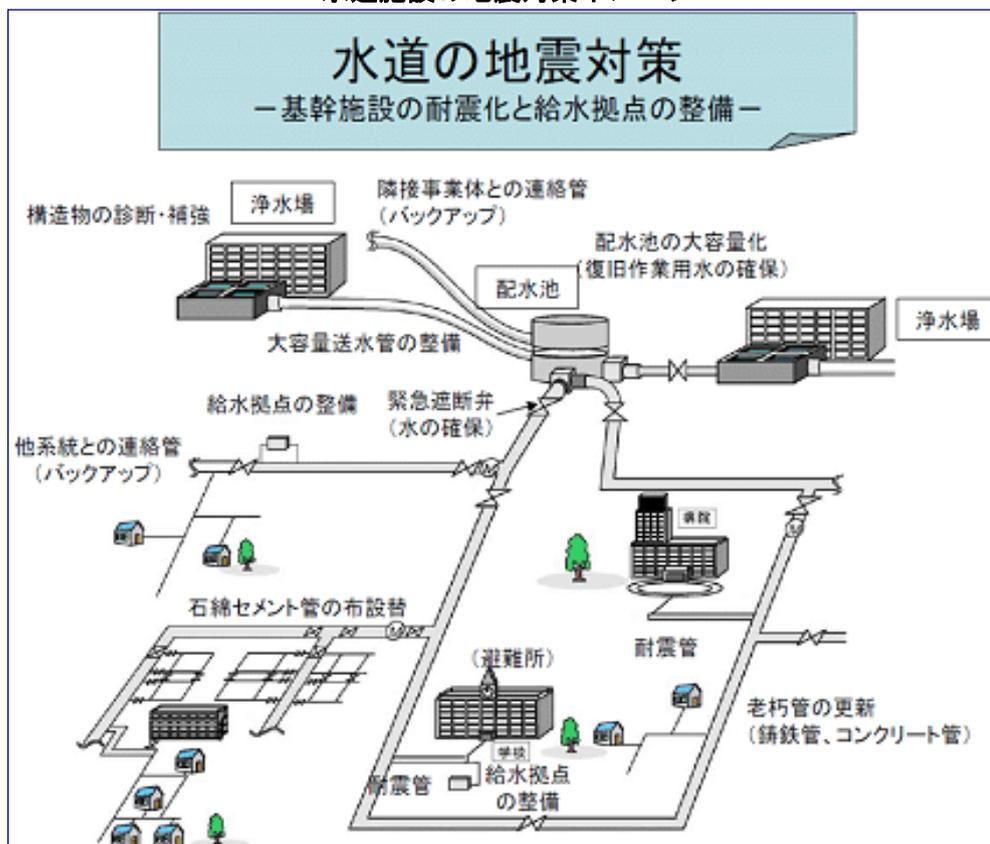 水道の地震対策
－基幹施設の耐震化と給水拠点の整備－
構造物の診断・補強
浄水場
隣接事業体との連絡管
（バックアップ）
配水池の大容量化
（復旧作業用水の確保）
配水池
浄水場
大容量送水管の整備
給水拠点の整備
緊急遮断弁
（水の確保）
他系統との連絡管
（バックアップ）
病院
石綿セメント管の布設替
耐震管
（避難所）
老朽管の更新
（鋳鉄管、コンクリート管）
学校
耐震管
給水拠点
の整備